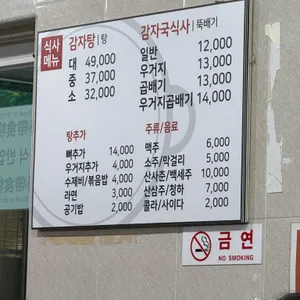 식사
메뉴
감자탕 | 탕
대 49,000
중 37,000
소 32,000
감자국식사 | 뚝배기
일반 12,000
우거지 13,000
곱배기 13,000
우거지곱배기 14,000
탕추가
뼈추가 14,000
우거지추가 4,000
수제비/볶음밥 4,000
라면 3,000
공기밥 2,000
주류/음료
맥주 6,000
소주/막걸리 5,000
산사춘/백세주 10,000
산삼주/청하 7,000
콜라/사이다 2,000
금연
NO SMOKING